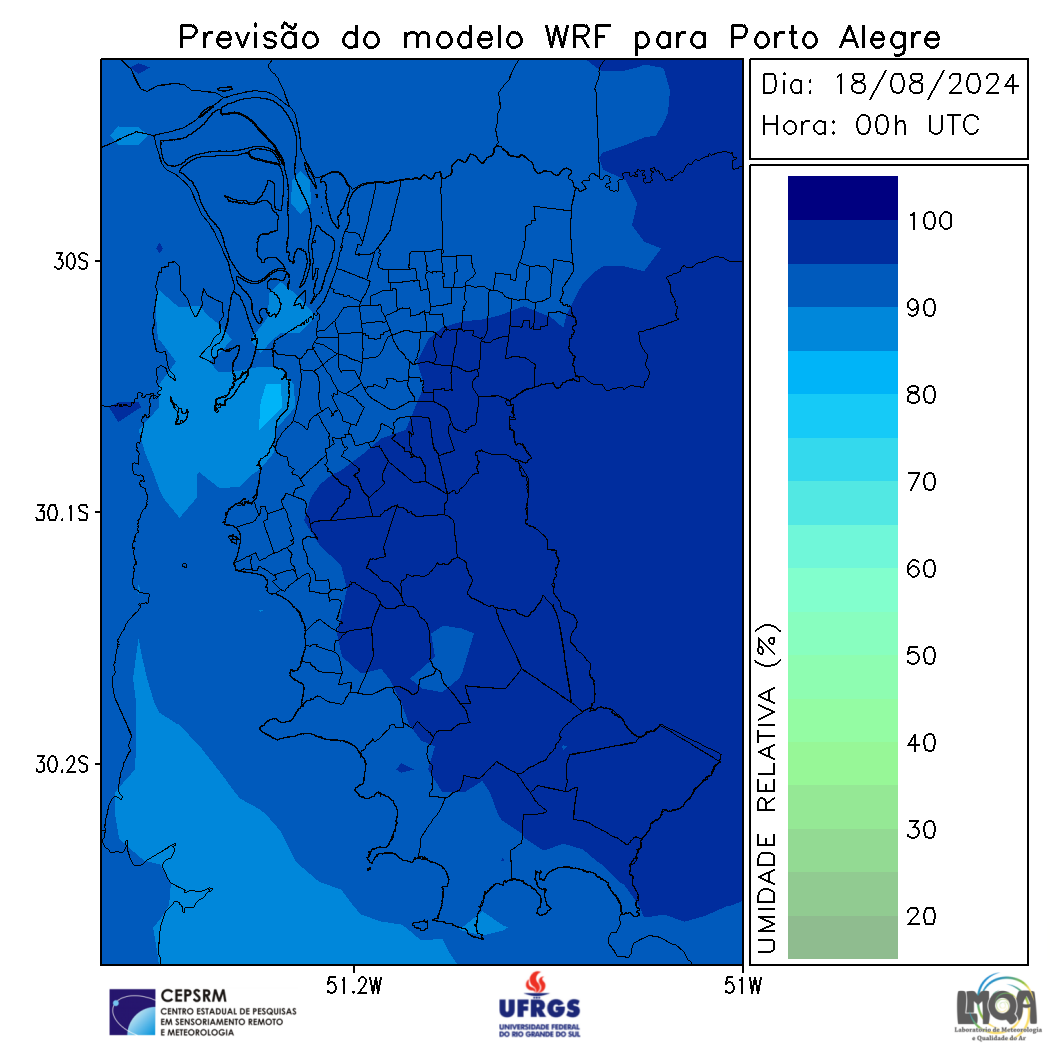 Previsão do modelo WRF para Porto Alegre
Dia: 18/08/2024
Hora: 00h UTC
30S
30.1S
30.2S
51.2W
51W
UMIDADE RELATIVA (%)
100
90
80
70
60
50
40
30
20
CEPSRM
CENTRO ESTADUAL DE PESQUISAS
EM SENSORIAMENTO REMOTO
E METEOROLOGIA
UFRGS
UNIVERSIDADE FEDERAL
DO RIO GRANDE DO SUL
LMQA
Laboratório de Meteorologia
e Qualidade do Ar